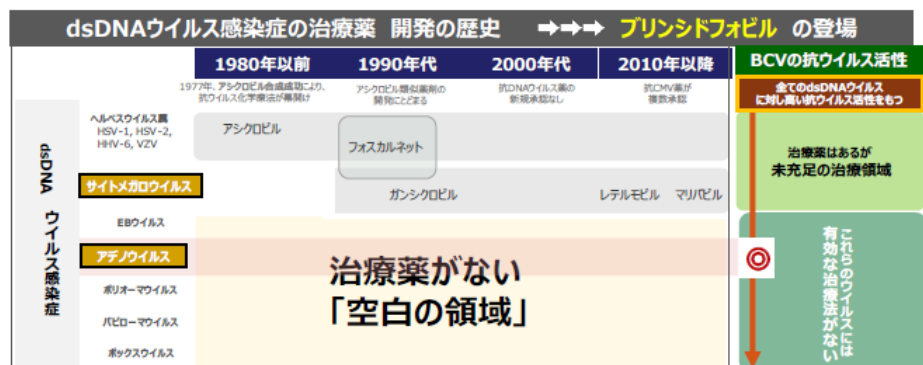 dsDNAウイルス感染症の治療薬 開発の歴史 ➞➞➞ ブリンシドフォビル の登場
1980年以前
1990年代
2000年代
2010年以降
BCVの抗ウイルス活性
1977年、アシクロビル合成成功により、
抗ウイルス化学療法が幕開け
アシクロビル類似薬剤の
開発にとどまる
抗DNAウイルス薬の
新規承認なし
抗CMV薬が
複数承認
全てのdsDNAウイルス
に対し高い抗ウイルス活性をもつ
dsDNA ウイルス感染症
ヘルペスウイルス属
HSV-1, HSV-2,
HHV-6, VZV
アシクロビル
フォスカルネット
治療薬はあるが
未充足の治療領域
サイトメガロウイルス
ガンシクロビル
レテルモビル マリバビル
EBウイルス
アデノウイルス
ポリオーマウイルス
パピローマウイルス
ポックスウイルス
治療薬がない
「空白の領域」
これらのウイルスには
有効な治療法がない